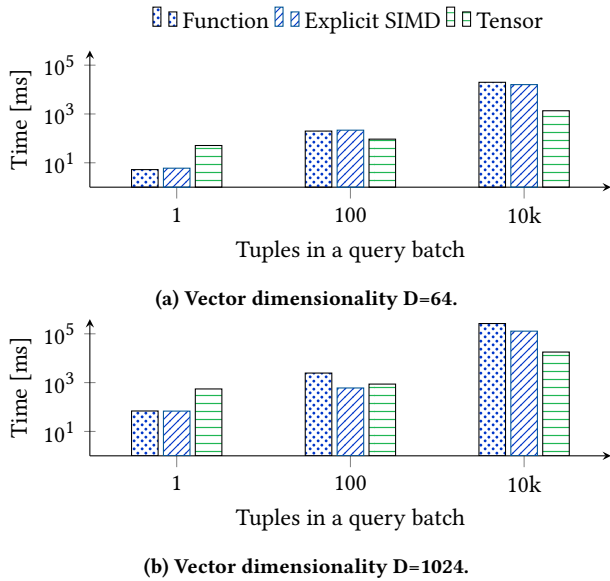 Function Explicit SIMD Tensor
Time [ms]
10^5
10^3
10^1
1 100 10k
Tuples in a query batch
(a) Vector dimensionality D=64.
Time [ms]
10^5
10^3
10^1
1 100 10k
Tuples in a query batch
(b) Vector dimensionality D=1024.